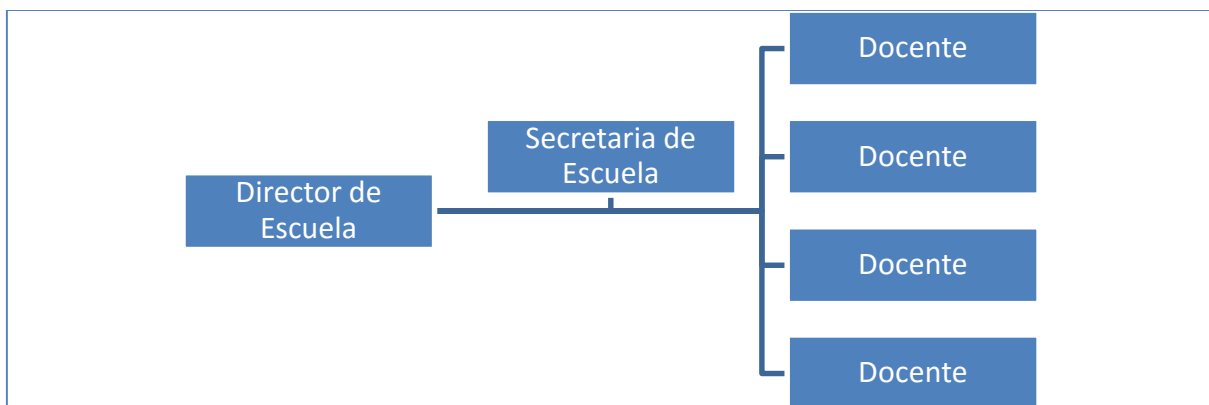 Director de
Escuela
Secretaria de
Escuela
Docente
Docente
Docente
Docente